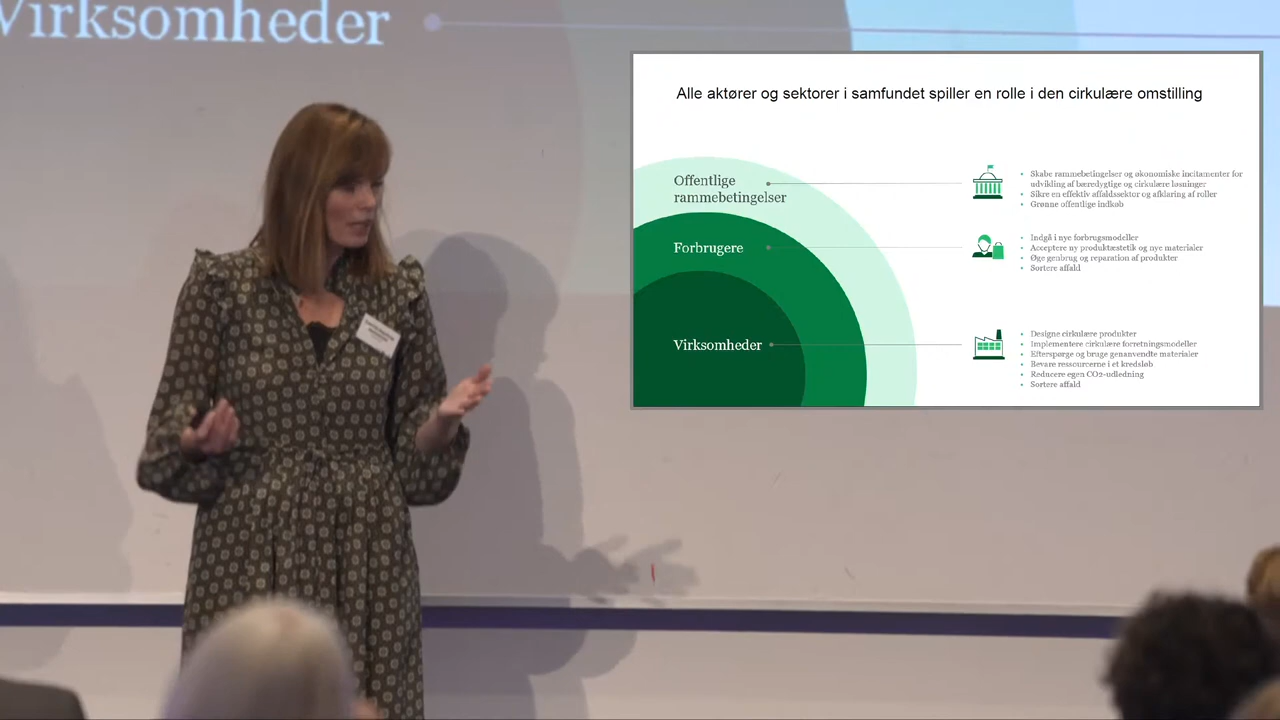 Virksomheder
Alle aktører og sektorer i samfundet spiller en rolle i den cirkulære omstilling
Offentlige
rammebetingelser
• Skabe rammebetingelser og økonomiske incitamenter for
udvikling af bæredygtige og cirkulære løsninger
• Sikre en effektiv affaldssektor og afklaring af roller
• Grønne offentlige indkøb
Forbrugere
• Indgå i nye forbrugsmodeller
• Acceptere ny produktæstetik og nye materialer
• Øge genbrug og reparation af produkter
• Sortere affald
Virksomheder
• Designe cirkulære produkter
• Implementere cirkulære forretningsmodeller
• Efterspørge og bruge genanvendte materialer
• Bevare ressourcerne i et kredsløb
• Reducere egen CO2-udledning
• Sortere affald